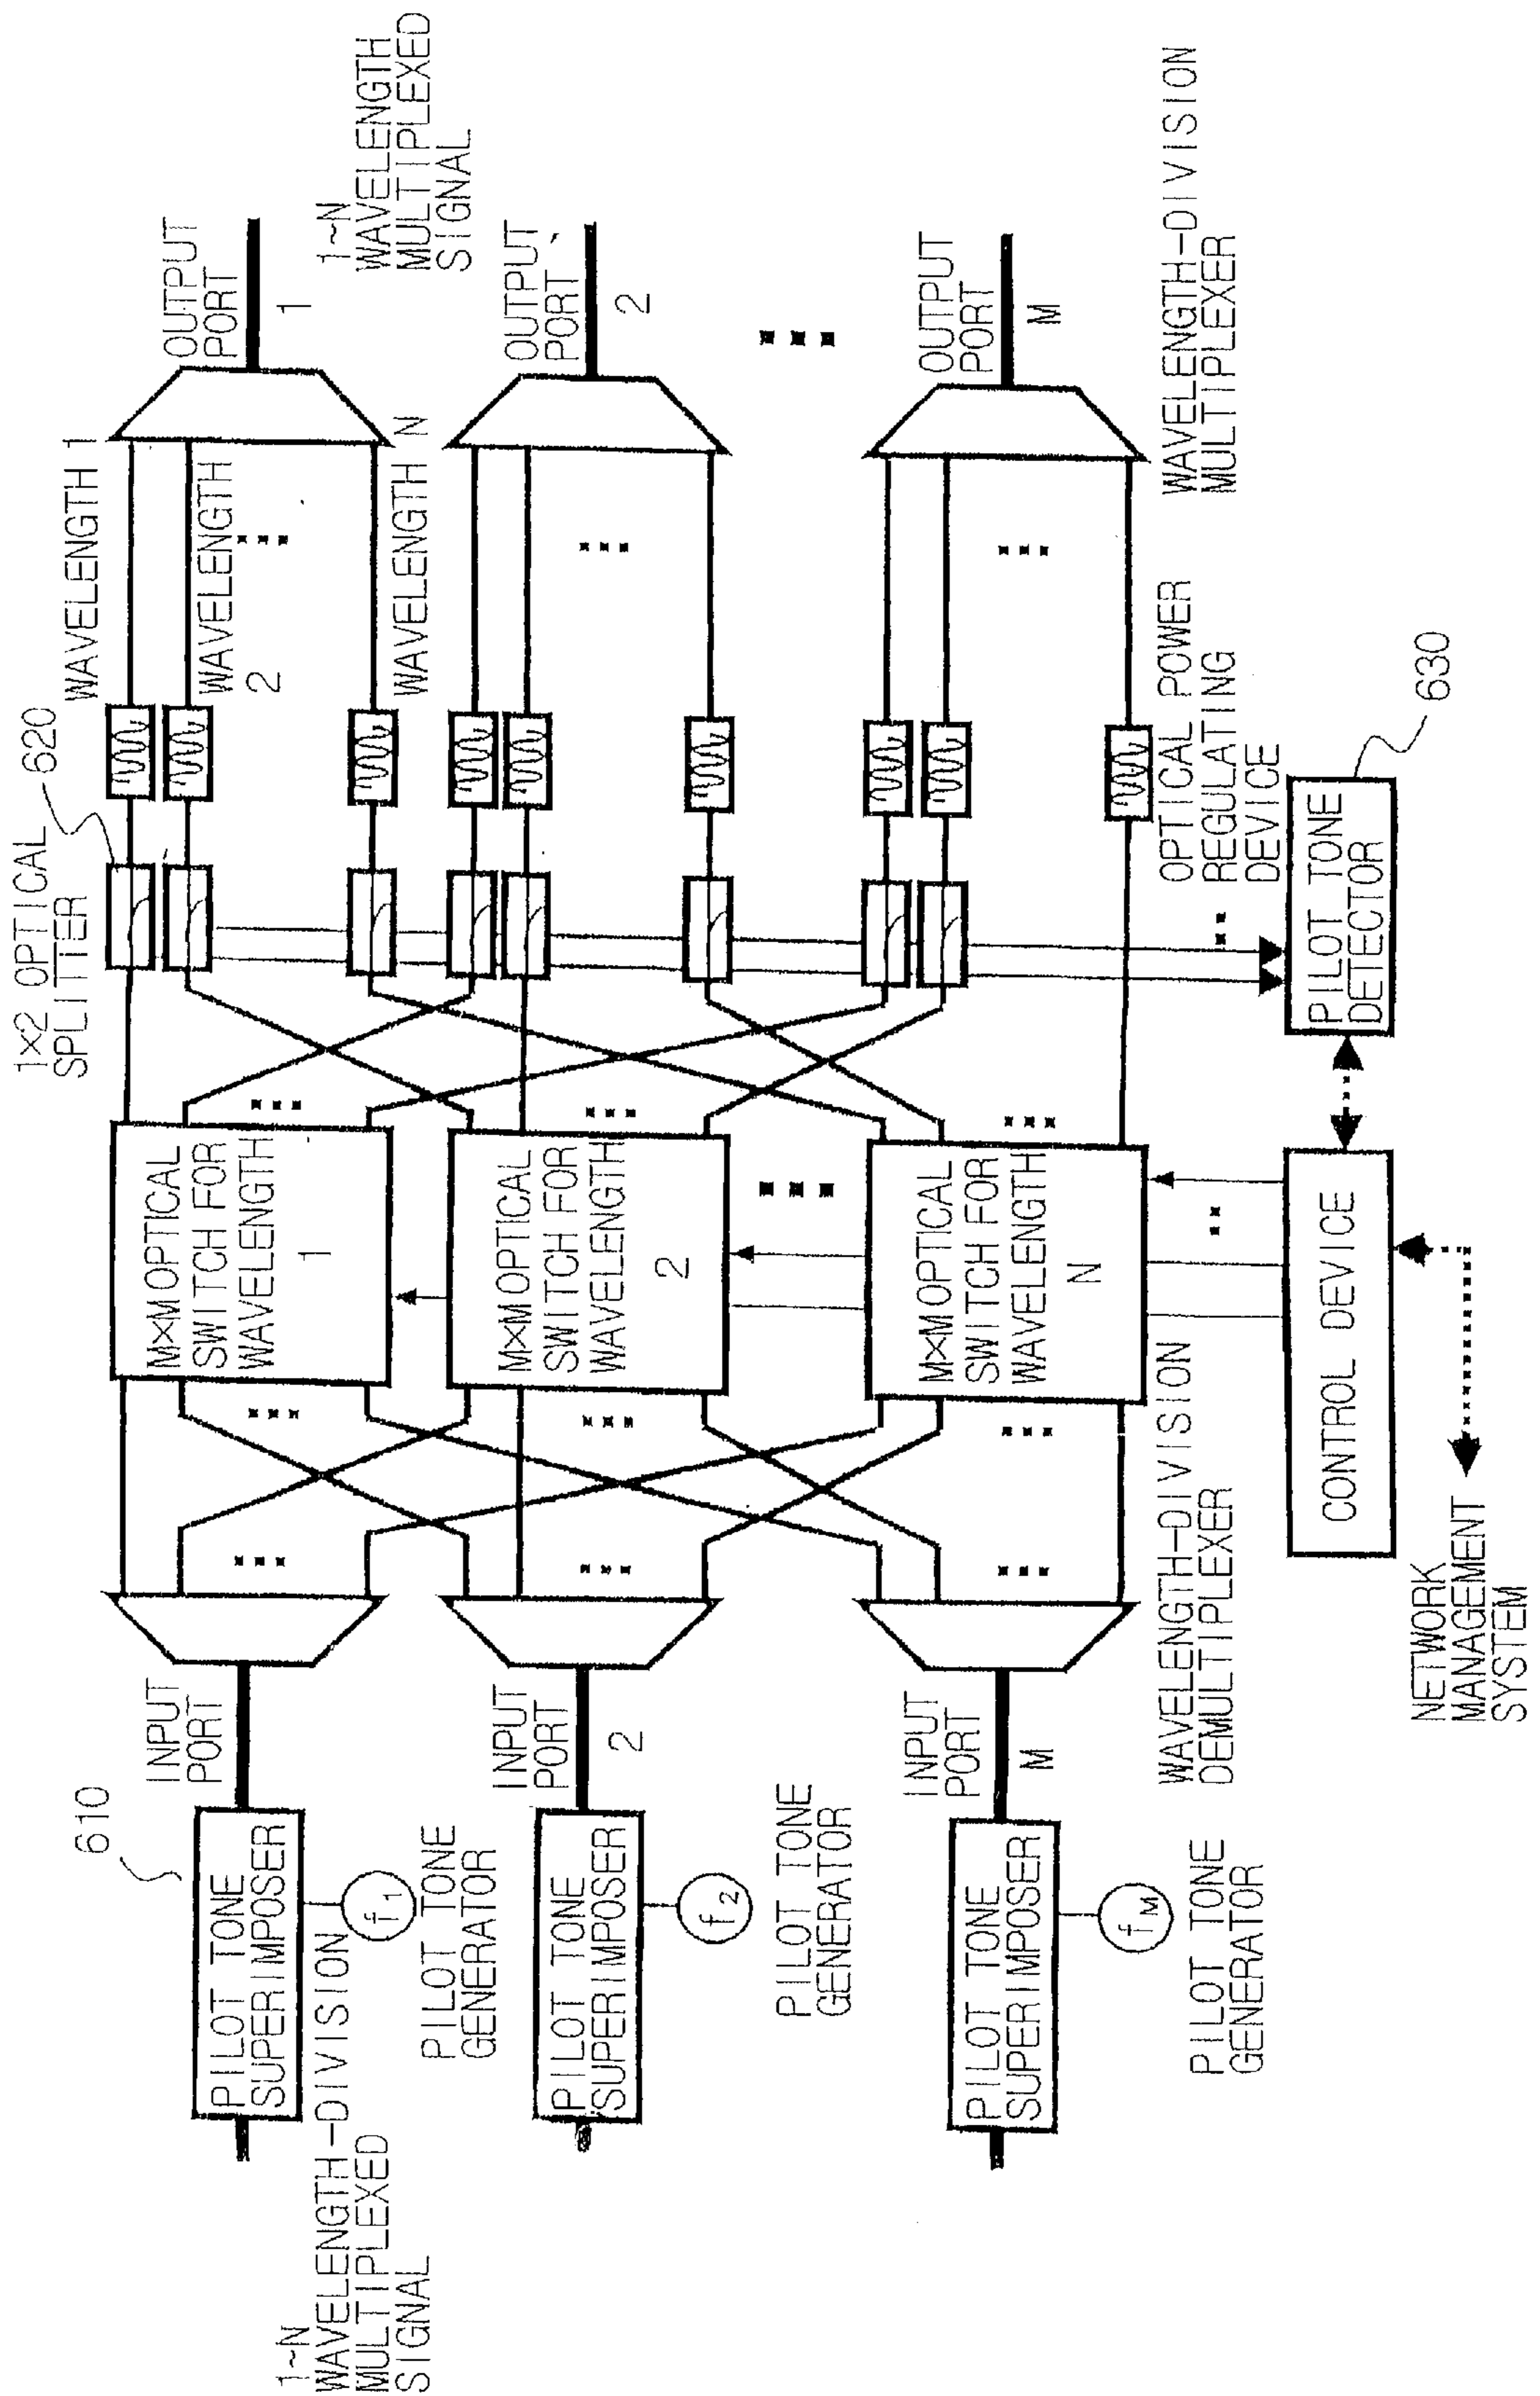 1~N
WAVELENGTH-DIVISION
MULTIPLEXED
SIGNAL
610
PILOT TONE
SUPERIMPOSER
f1
PILOT TONE
GENERATOR
INPUT
PORT
PILOT TONE
SUPERIMPOSER
f2
PILOT TONE
GENERATOR
INPUT
PORT
2
PILOT TONE
SUPERIMPOSER
fM
PILOT TONE
GENERATOR
INPUT
PORT
M
WAVELENGTH-DIVISION
DEMULTIPLEXER
M×M OPTICAL
SWITCH FOR
WAVELENGTH
1
M×M OPTICAL
SWITCH FOR
WAVELENGTH
2
M×M OPTICAL
SWITCH FOR
WAVELENGTH
N
CONTROL DEVICE
NETWORK
MANAGEMENT
SYSTEM
1×2 OPTICAL
SPLITTIER
620
PILOT TONE
DETECTOR
630
OPTICAL POWER
REGULATING
DEVICE
WAVELENGTH 1
WAVELENGTH
2
WAVELENGTH N
OUTPUT
PORT
1
1~N
WAVELENGTH
MULTIPLEXED
SIGNAL
OUTPUT
PORT
2
OUTPUT
PORT
M
WAVELENGTH-DIVISION
MULTIPLEXER